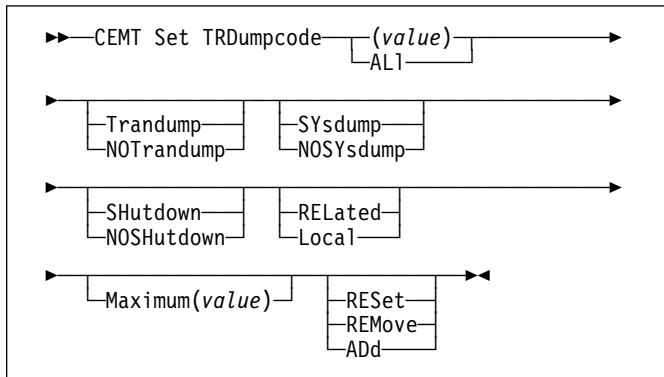 CEMT Set TRDumpcode (value)
ALl
Trandump SYsdump
NOTrandump NOSYsdump
SHutdown RELated
NOSHutdown Local
Maximum(value) RESet
REMove
ADd